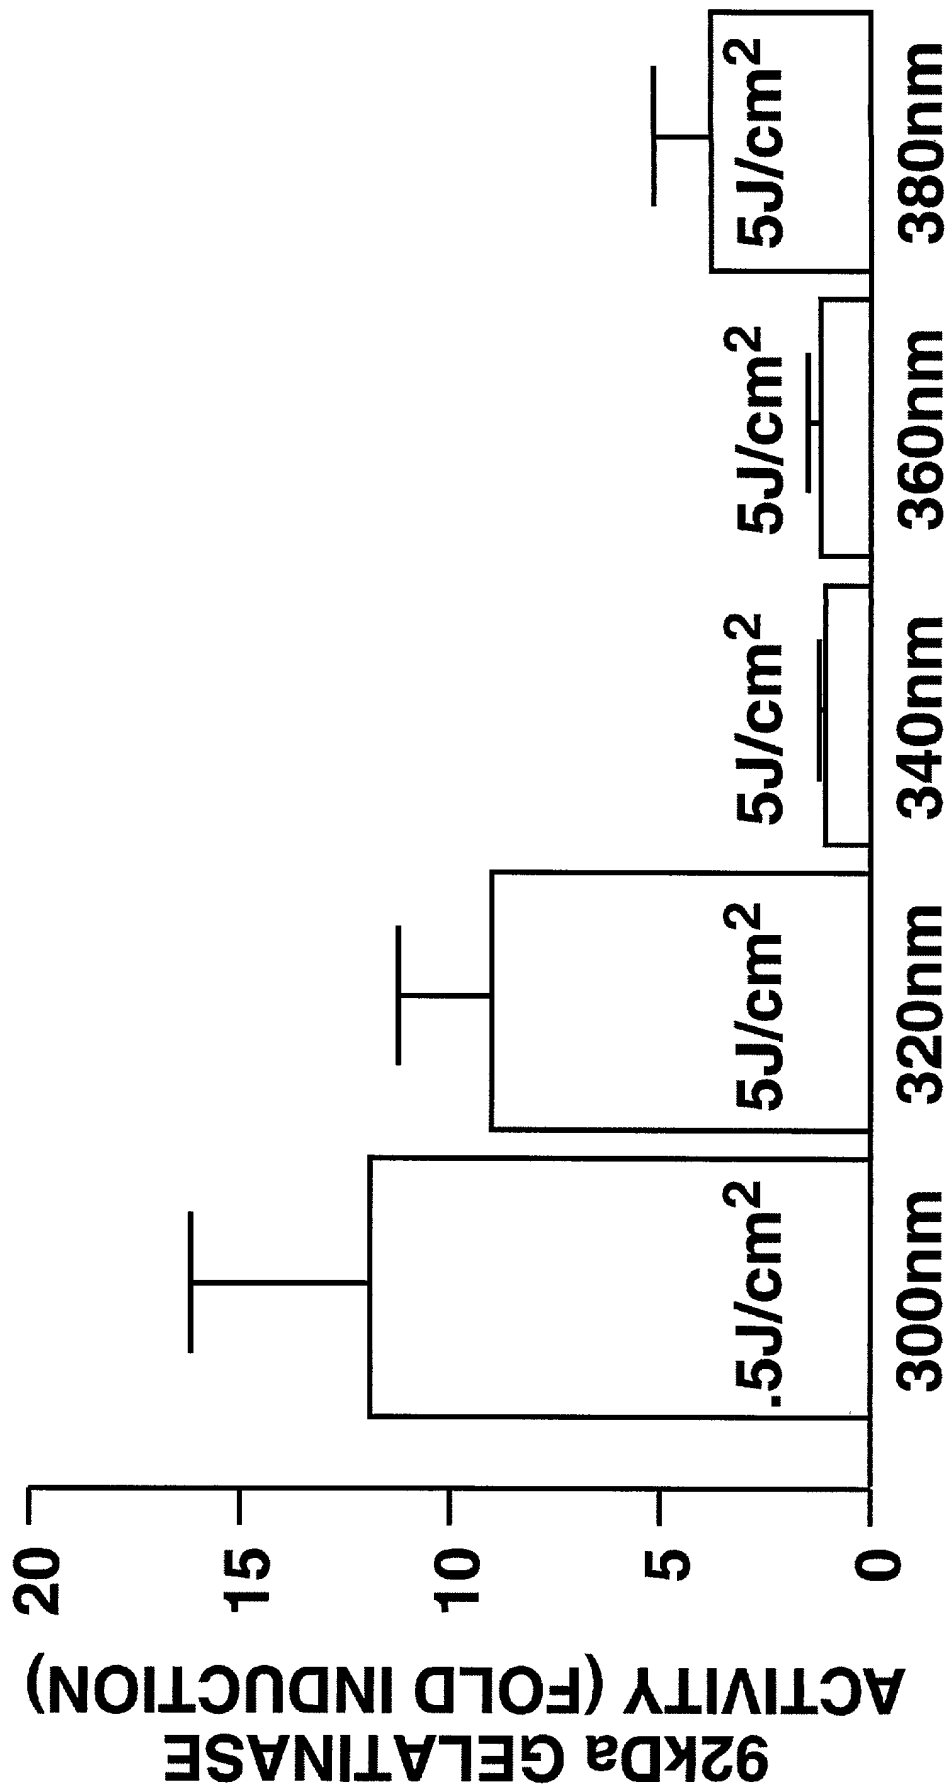 92kDa GELATINASE
ACTIVITY (FOLD INDUCTION)
20
15
10
5
0
.5J/cm²
5J/cm²
5J/cm²
5J/cm²
5J/cm²
300nm
320nm
340nm
360nm
380nm